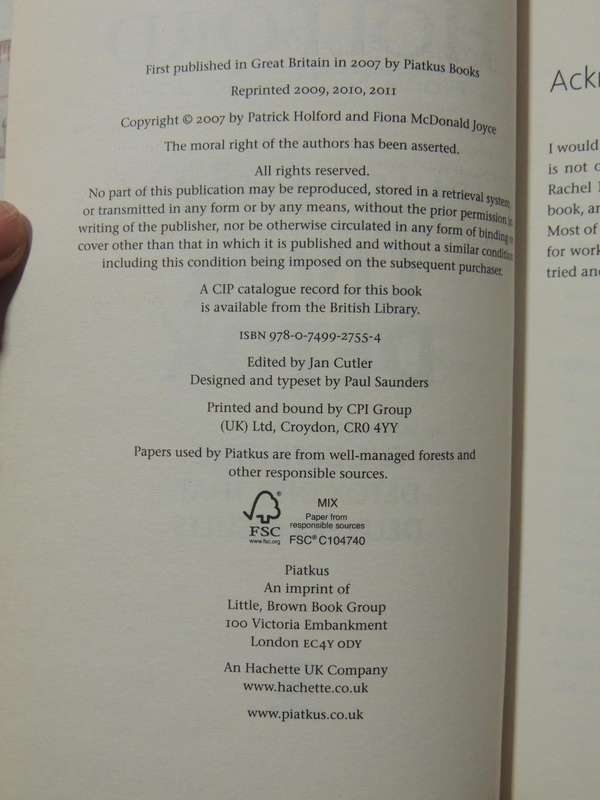 First published in Great Britain in 2007 by Piatkus Books
Reprinted 2009, 2010, 2011
Copyright © 2007 by Patrick Holford and Fiona McDonald Joyce
The moral right of the authors has been asserted.
All rights reserved.
No part of this publication may be reproduced, stored in a retrieval system,
or transmitted in any form or by any means, without the prior permission in
writing of the publisher, nor be otherwise circulated in any form of binding or
cover other than that in which it is published and without a similar condition
including this condition being imposed on the subsequent purchaser.
A CIP catalogue record for this book
is available from the British Library.
ISBN 978-0-7499-2755-4
Edited by Jan Cutler
Designed and typeset by Paul Saunders
Printed and bound by CPI Group
(UK) Ltd, Croydon, CR0 4YY
Papers used by Piatkus are from well-managed forests and
other responsible sources.
FSC
www.fsc.org
MIX
Paper from
responsible sources
FSC® C104740
Piatkus
An imprint of
Little, Brown Book Group
100 Victoria Embankment
London EC4Y 0DY
An Hachette UK Company
www.hachette.co.uk
www.piatkus.co.uk
Ackn
I would
is not
Rachel
book,
Most of
for work
tried and